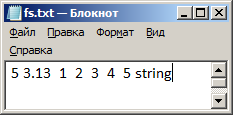 fs.txt — Блокнот
Файл Правка Формат Вид
Справка
5 3.13 1 2 3 4 5 string